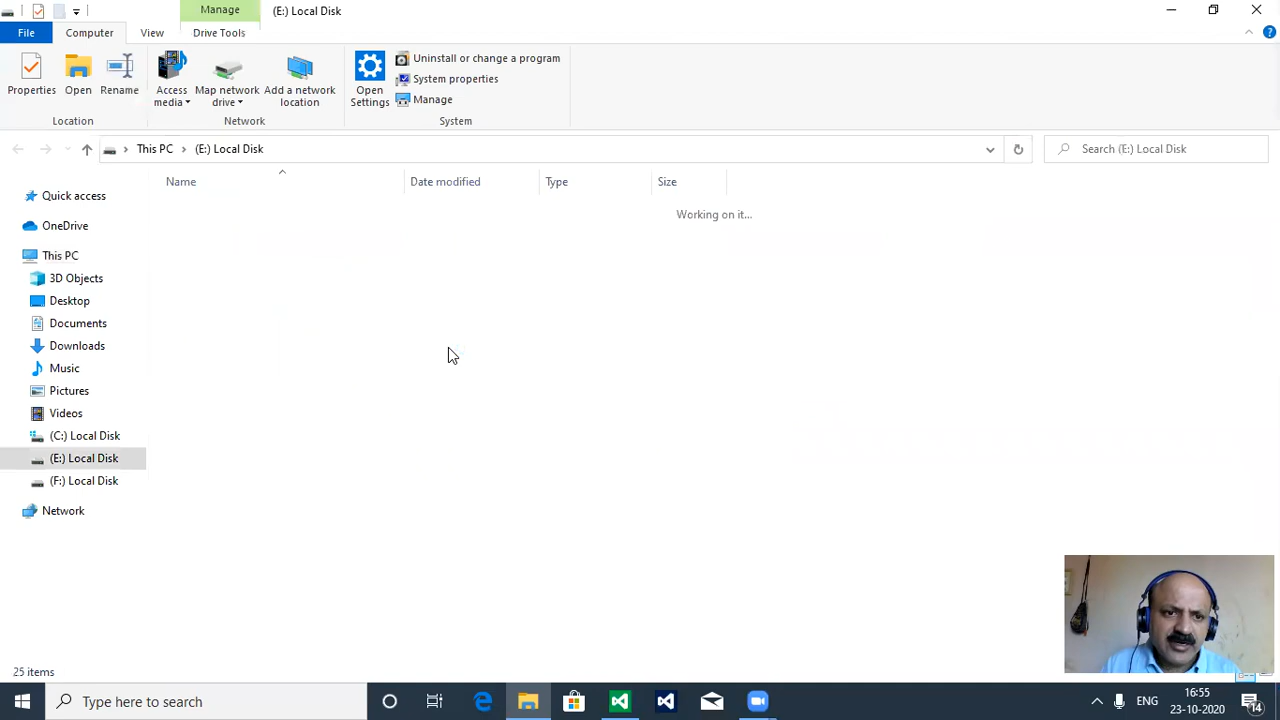 Manage
(E:) Local Disk
File
Computer
View
Drive Tools
Properties
Open
Rename
Access media
Map network drive
Add a network location
Open Settings
Uninstall or change a program
System properties
Manage
Location
Network
System
This PC
(E:) Local Disk
Search (E:) Local Disk
Name
Date modified
Type
Size
Working on it...
Quick access
OneDrive
This PC
3D Objects
Desktop
Documents
Downloads
Music
Pictures
Videos
(C:) Local Disk
(E:) Local Disk
(F:) Local Disk
Network
25 items
Type here to search
ENG
16:55
23-10-2020
14